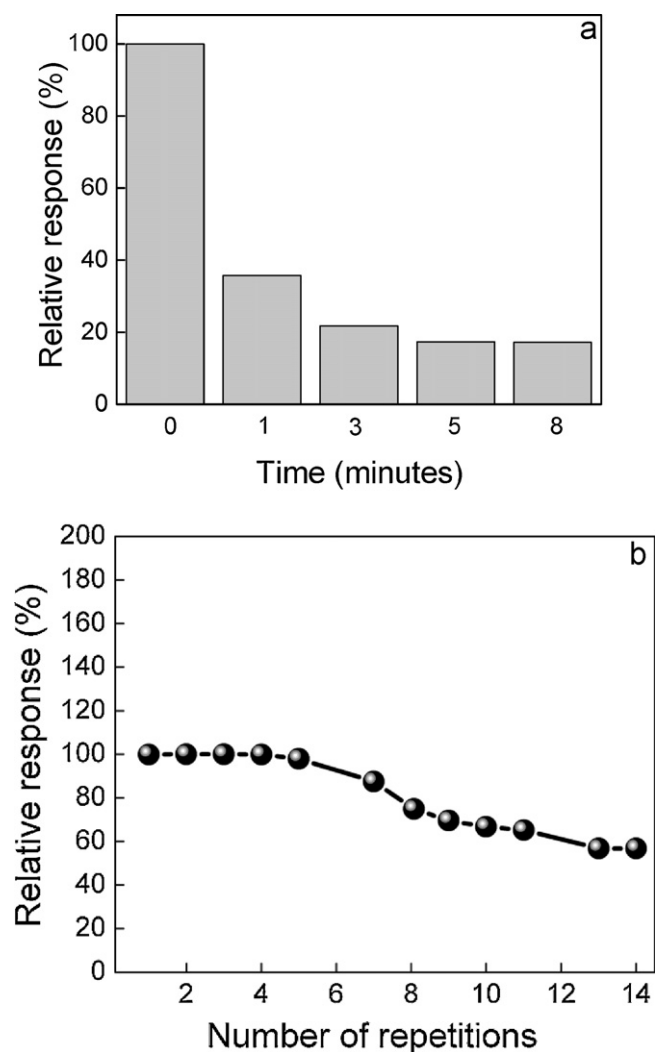 a
Relative response (%)
100
80
60
40
20
0
0 1 3 5 8
Time (minutes)
b
Relative response (%)
200
180
160
140
120
100
80
60
40
20
0
2 4 6 8 10 12 14
Number of repetitions